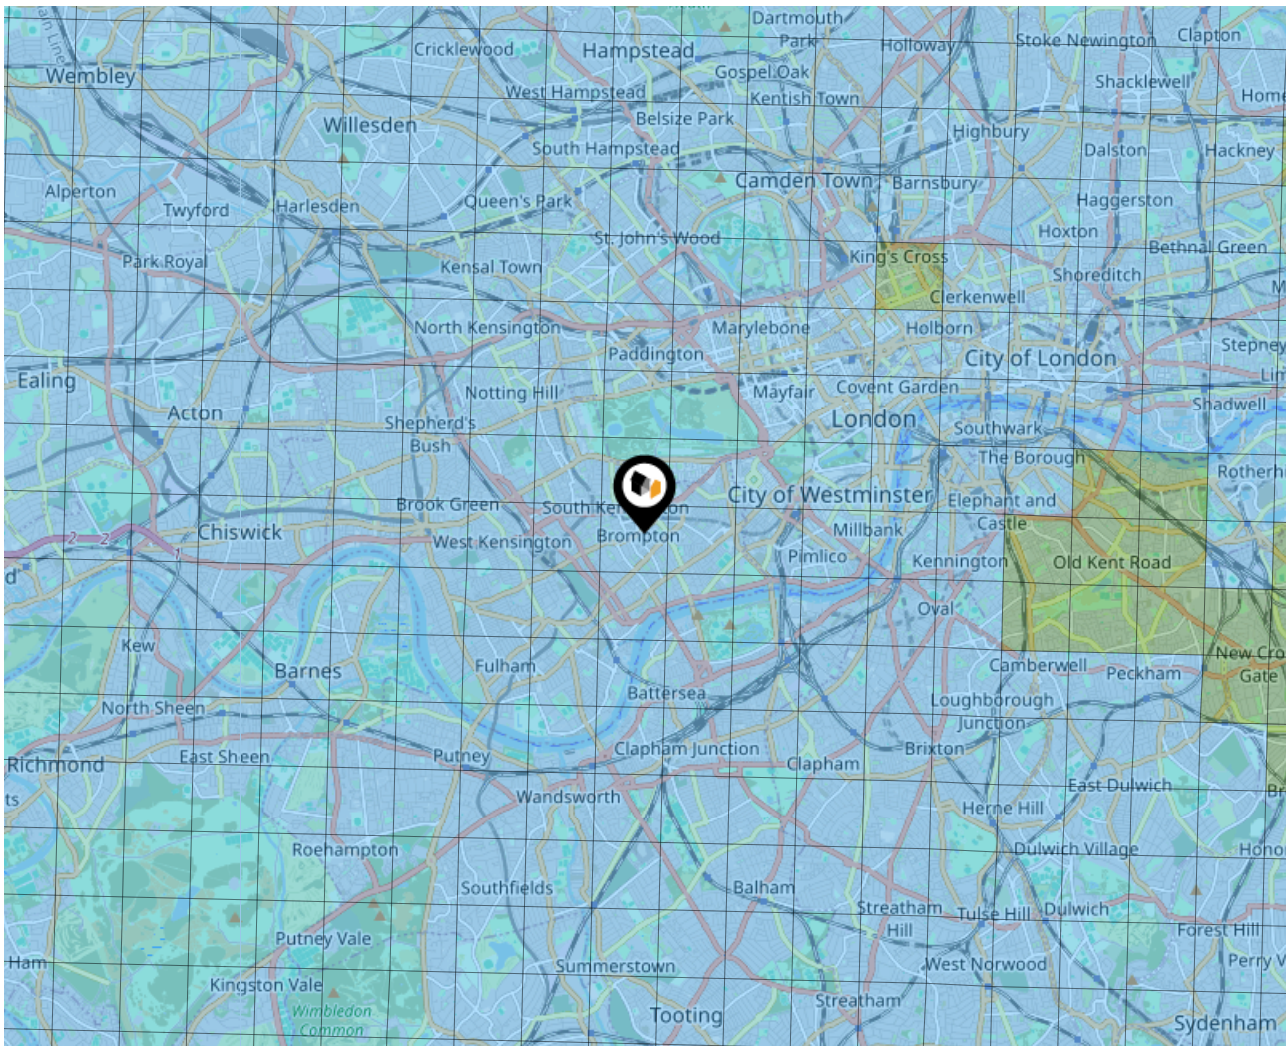 Dartmouth
Park
Clapton
Cricklewood
Hampstead
Holloway
Stoke Newington
Wembley
Gospel Oak
Shacklewell
West Hampstead
Kentish Town
Willesden
Belsize Park
Highbury
South Hampstead
Dalston
Hackney
Alperton
Camden Town
Barnsbury
Twyford
Harlesden
Queen's Park
Haggerston
St. John's Wood
Hoxton
Bethnal Green
Park Royal
Kensal Town
King's Cross
Shoreditch
Clerkenwell
North Kensington
Marylebone
Holborn
Paddington
City of London
Ealing
Notting Hill
Mayfair
Covent Garden
Acton
Shepherd's
Bush
London
Shadwell
Southwark
The Borough
Brook Green
City of Westminster
Elephant and
Castle
Chiswick
West Kensington
Brompton
Millbank
2
2
1
Pimlico
Kennington
Old Kent Road
Oval
Kew
Barnes
Fulham
Camberwell
Peckham
Gate
Battersea
Loughborough
Junction
North Sheen
Richmond
East Sheen
Putney
Clapham Junction
Clapham
Brixton
East Dulwich
Wandsworth
Herne Hill
Roehampton
Dulwich Village
Southfields
Balham
Streatham
Hill
Tulse Hill
Dulwich
Forest Hill
Putney Vale
Ham
Summerstown
West Norwood
Kingston Vale
Wimbledon
Common
Streatham
Tooting
Sydenham